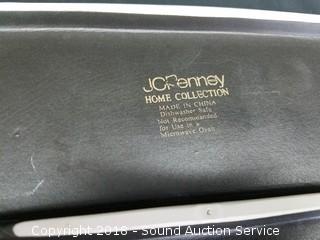 JCPenney
HOME COLLECTION
MADE IN CHINA
Dishwasher Safe
Not Recommended
for Use in a
Microwave Oven
Copyright 2018 - Sound Auction Service